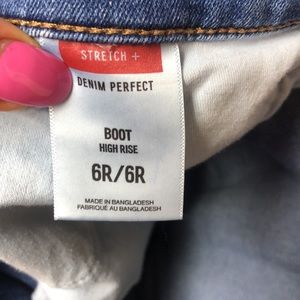 STRETCH +
DENIM PERFECT
BOOT
HIGH RISE
6R/6R
MADE IN BANGLADESH
FABRIQUÉ AU BANGLADESH